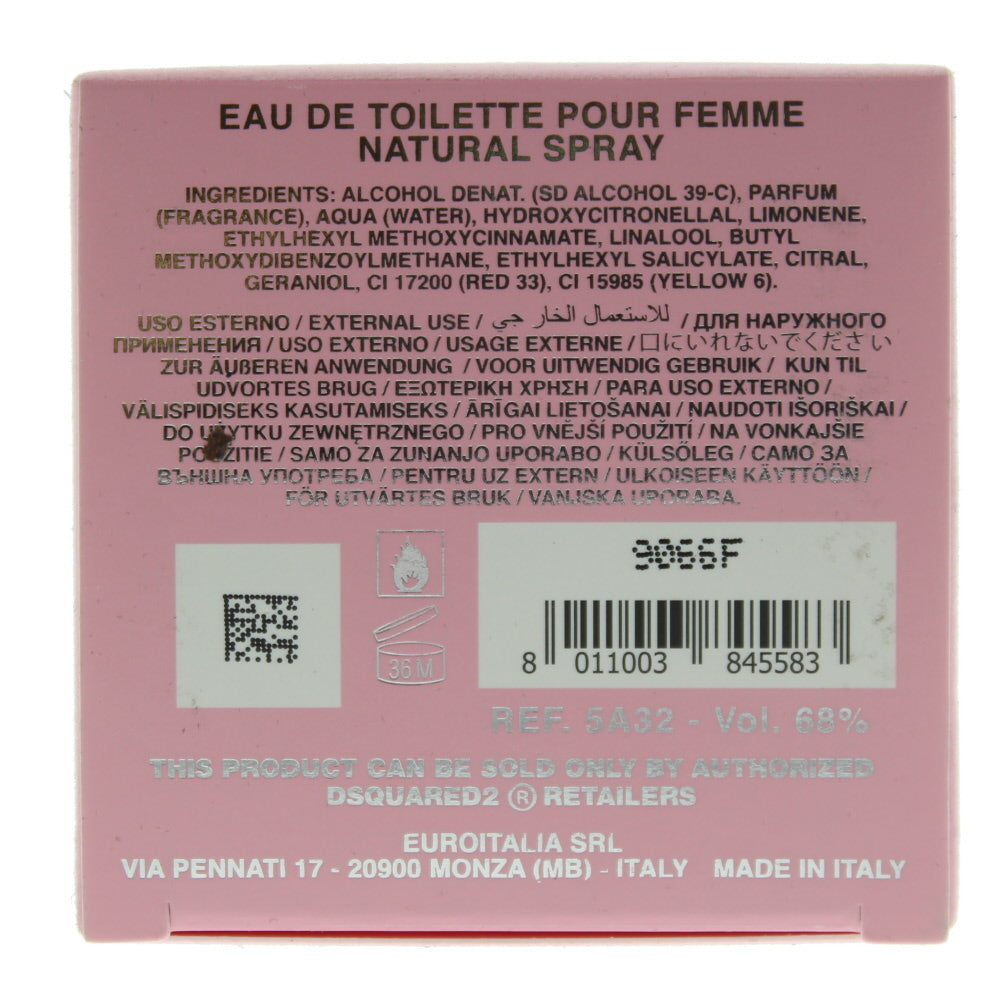 EAU DE TOILETTE POUR FEMME
NATURAL SPRAY
INGREDIENTS: ALCOHOL DENAT. (SD ALCOHOL 39-C), PARFUM
(FRAGRANCE), AQUA (WATER), HYDROXYCITRONELLAL, LIMONENE,
ETHYLHEXYL METHOXYCINNAMATE, LINALOOL, BUTYL
METHOXYDIBENZOYLMETHANE, ETHYLHEXYL SALICYLATE, CITRAL,
GERANIOL, CI 17200 (RED 33), CI 15985 (YELLOW 6).
USO ESTERNO / EXTERNAL USE / للاستعمال الخار جي / ДЛЯ НАРУЖНОГО
ПРИМЕНЕНИЯ / USO EXTERNO / USAGE EXTERNE / 口にいれないでください
ZUR ÄUßEREN ANWENDUNG / VOOR UITWENDIG GEBRUIK / KUN TIL
UDVORTES BRUG / ΕΞΩΤΕΡΙΚΗ ΧΡΗΣΗ / PARA USO EXTERNO /
VÄLISPIDISEKS KASUTAMISEKS / ĀRĪGAI LIETOŠANAI / NAUDOTI IŠORIŠKAI /
DO UŻYTKU ZEWNĘTRZNEGO / PRO VNĚJŠÍ POUŽITÍ / NA VONKAJŠIE
POUŽITIE / SAMO ZA ZUNANJO UPORABO / KÜLSŐLEG / САМО ЗА
ВЪНШНА УПОТРЕБА / PENTRU UZ EXTERN / ULKOISEEN KÄYTTÖÖN /
FÖR UTVÄRTES BRUK / VANJSKA UPORABA.
9066F
36 M
8 011003 845583
REF. 5A32 - Vol. 68%
THIS PRODUCT CAN BE SOLD ONLY BY AUTHORIZED
DSQUARED2 ® RETAILERS
EUROITALIA SRL
VIA PENNATI 17 - 20900 MONZA (MB) - ITALY MADE IN ITALY